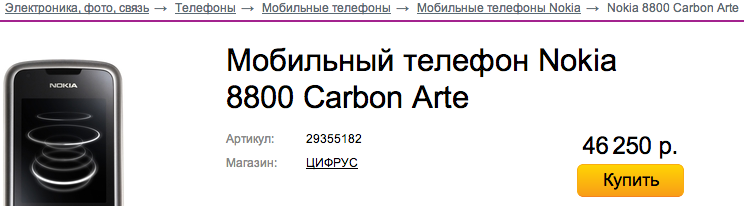 Электроника, фото, связь → Телефоны → Мобильные телефоны → Мобильные телефоны Nokia → Nokia 8800 Carbon Arte
NOKIA
Мобильный телефон Nokia
8800 Carbon Arte
Артикул: 29355182
Магазин: ЦИФРУС
46 250 р.
Купить